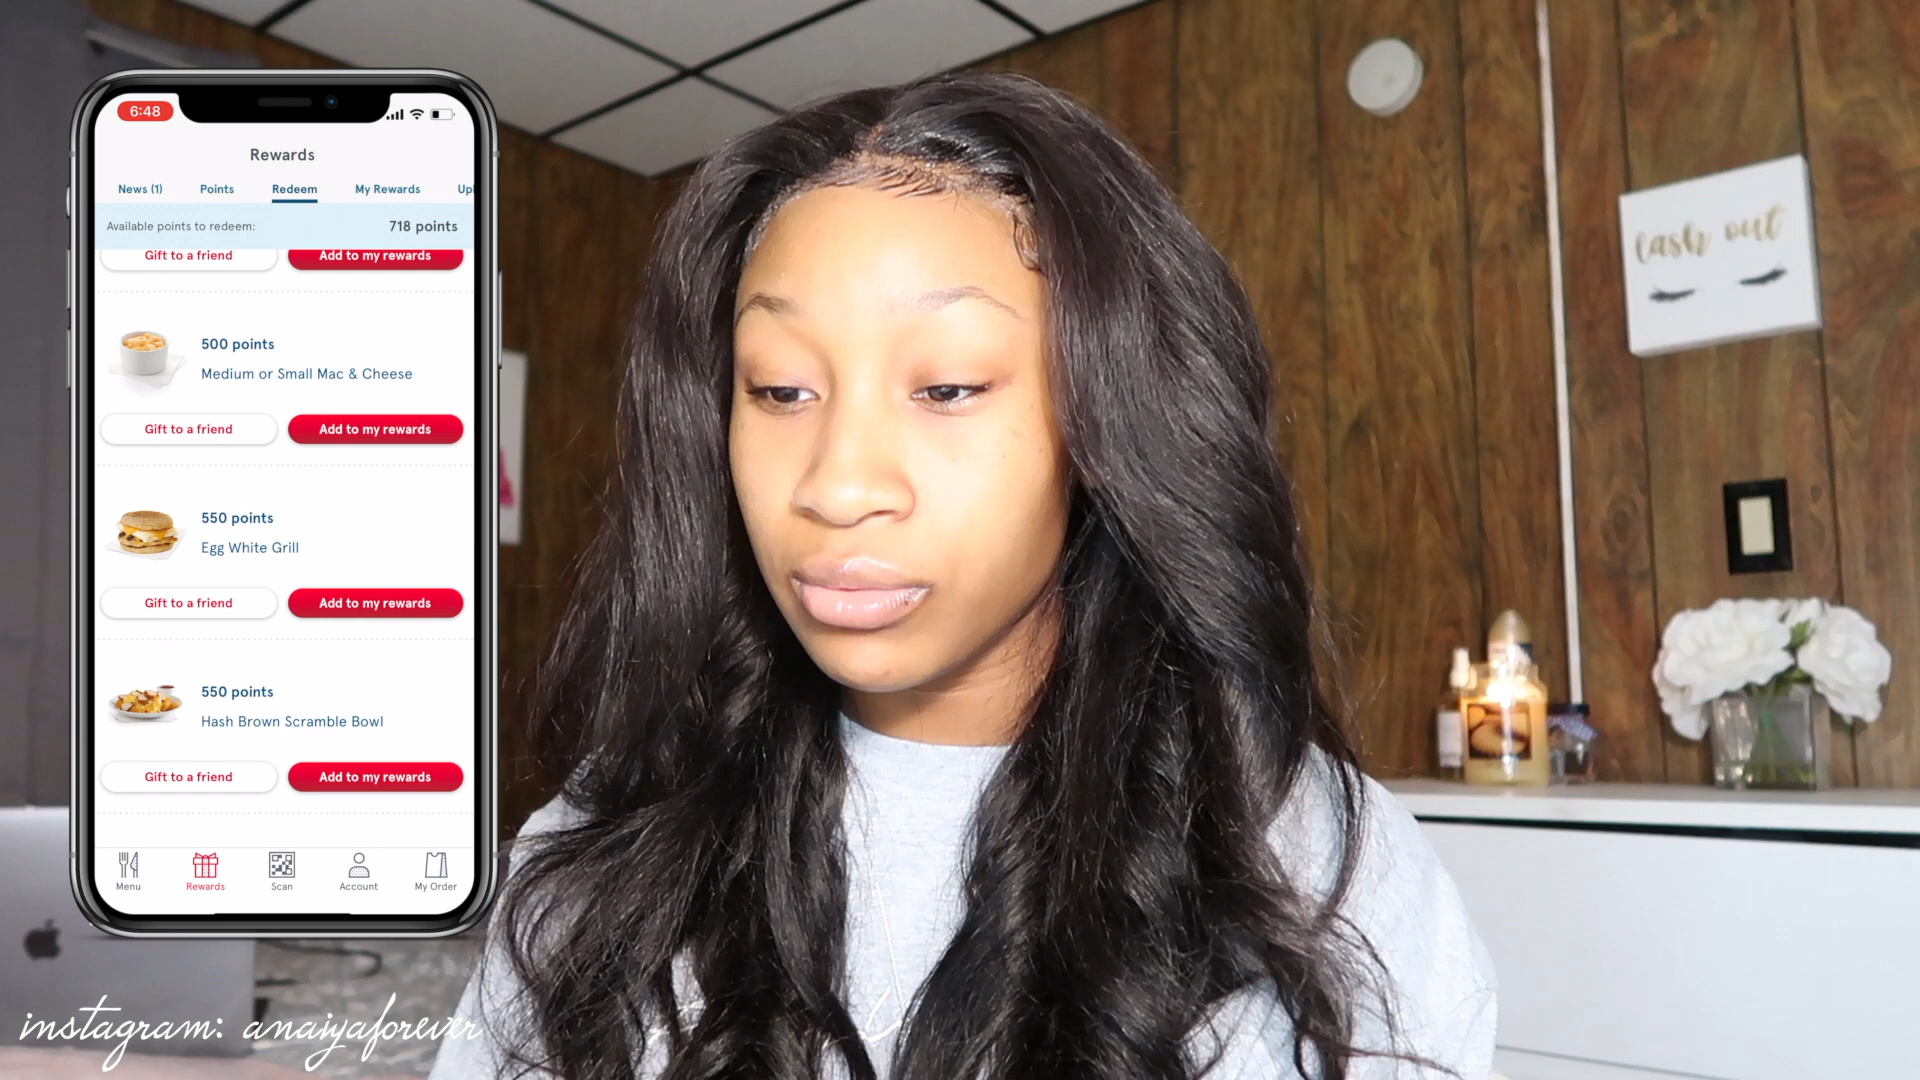 6:48
Rewards
News (1) Points Redeem My Rewards Upl
Available points to redeem: 718 points
Gift to a friend Add to my rewards
500 points
Medium or Small Mac & Cheese
Gift to a friend Add to my rewards
550 points
Egg White Grill
Gift to a friend Add to my rewards
550 points
Hash Brown Scramble Bowl
Gift to a friend Add to my rewards
Menu Rewards Scan Account My Order
lash out
instagram: anaiyaforever